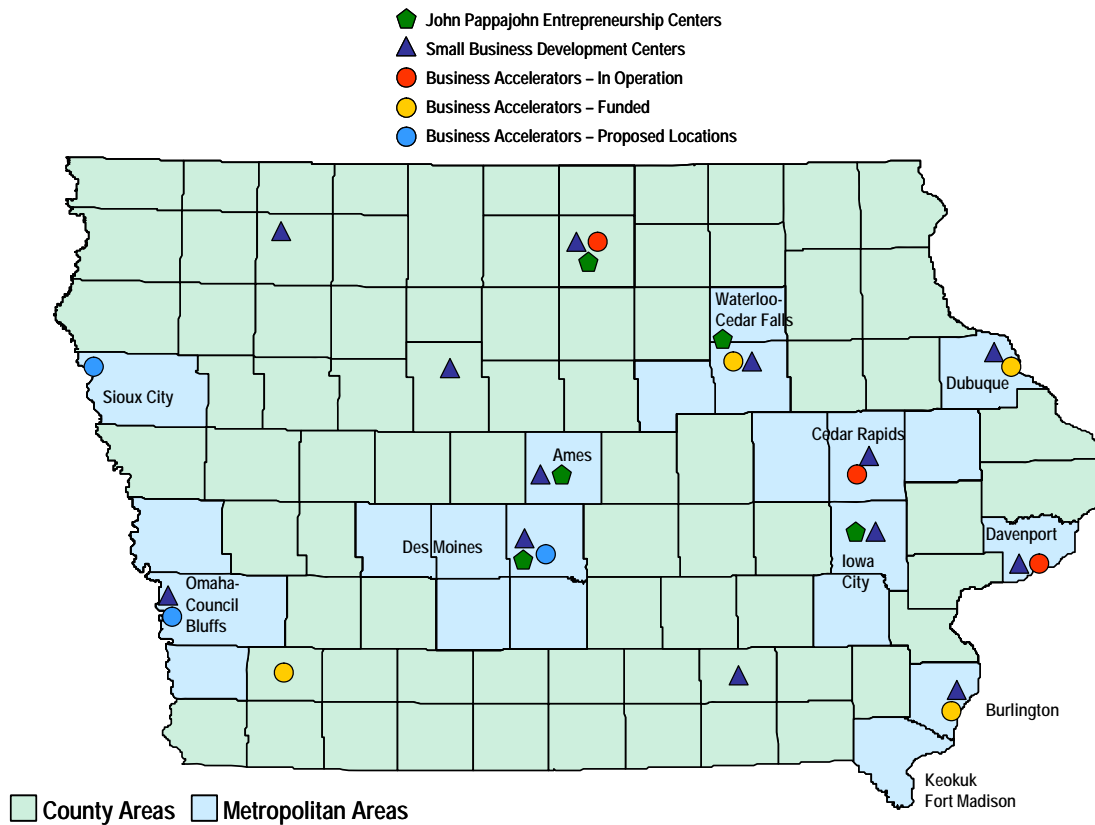 John Pappajohn Entrepreneurship Centers
Small Business Development Centers
Business Accelerators – In Operation
Business Accelerators – Funded
Business Accelerators – Proposed Locations
Waterloo-
Cedar Falls
Sioux City
Dubuque
Cedar Rapids
Ames
Des Moines
Davenport
Iowa
City
Omaha-
Council
Bluffs
Burlington
Keokuk
Fort Madison
County Areas
Metropolitan Areas